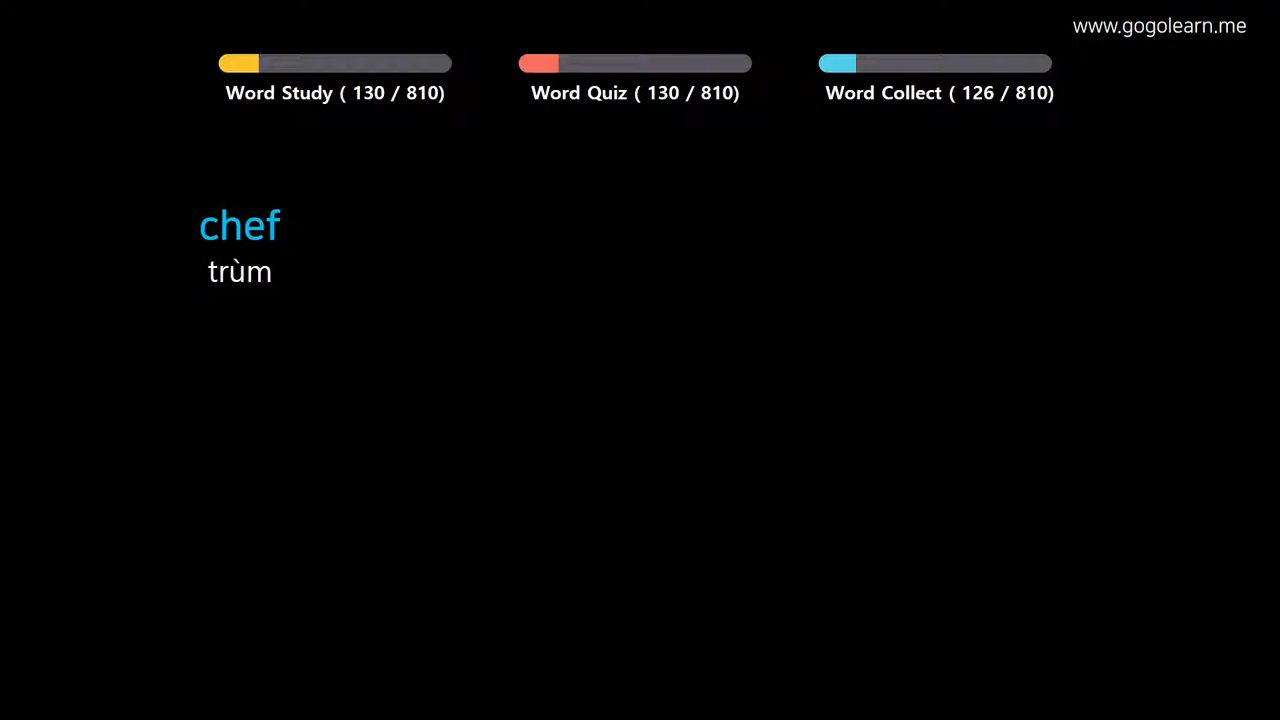 www.gogolearn.me
Word Study ( 130 / 810)
Word Quiz ( 130 / 810)
Word Collect ( 126 / 810)
chef
trùm